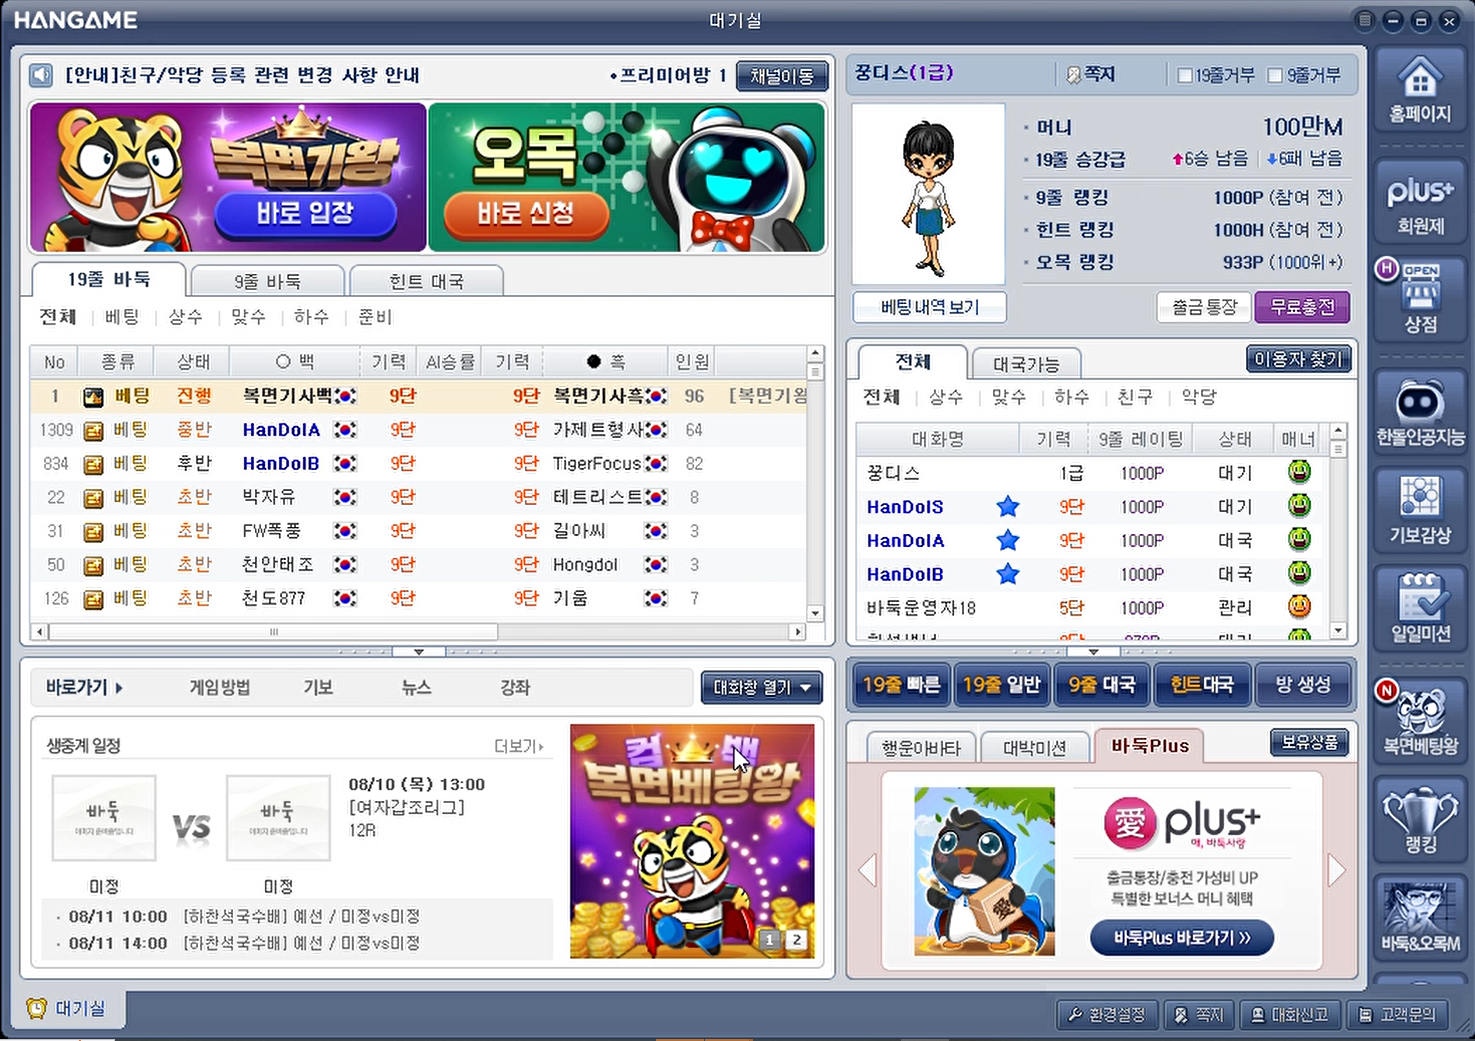 HANGAME
대기실
[안내]친구/악당 등록 관련 변경 사항 안내
•프리미어방 1
채널이동
복면기왕
바로 입장
오목
바로 신청
19줄 바둑
9줄 바둑
힌트 대국
전체 | 베팅 | 상수 | 맞수 | 하수 | 준비
No 종류 상태 ○ 백 기력 AI승률 기력 ● 흑 인원
1 베팅 진행 복면기사백 9단 9단 복면기사흑 96 [복면기왕
1309 베팅 중반 HanDolA 9단 9단 가제트형사 64
834 베팅 후반 HanDolB 9단 9단 TigerFocus 82
22 베팅 초반 박자유 9단 9단 테트리스트 8
31 베팅 초반 FW폭풍 9단 9단 길아씨 3
50 베팅 초반 천안태조 9단 9단 Hongdol 3
126 베팅 초반 천도877 9단 9단 기움 7
바로가기
게임방법
기보
뉴스
강좌
대화창 열기
생중계 일정
더보기
바둑
VS
바둑
미정
미정
08/10 (목) 13:00
[여자갑조리그]
12R
· 08/11 10:00 [하찬석국수배] 예선 / 미정vs미정
· 08/11 14:00 [하찬석국수배] 예선 / 미정vs미정
컴백
복면베팅왕
1 2
꿍디스(1급)
쪽지
19줄거부
9줄거부
· 머니 100만M
· 19줄 승강급 6승 남음 | 6패 남음
· 9줄 랭킹 1000P (참여 전)
· 힌트 랭킹 1000H (참여 전)
· 오목 랭킹 933P (1000위+)
베팅내역보기
출금통장
무료충전
전체
대국가능
이용자 찾기
전체 | 상수 | 맞수 | 하수 | 친구 | 악당
대화명 기력 9줄 레이팅 상태 매너
꿍디스 1급 1000P 대기
HanDolS 9단 1000P 대기
HanDolA 9단 1000P 대국
HanDolB 9단 1000P 대국
바둑운영자18 5단 1000P 관리
19줄 빠른
19줄 일반
9줄 대국
힌트대국
방 생성
행운아바타
대박미션
바둑Plus
보유상품
愛 plus+
애, 바둑사랑
출금통장/충전 가성비 UP
특별한 보너스 머니 혜택
愛
바둑Plus 바로가기 »
홈페이지
plus+
회원제
H
OPEN
상점
한돌인공지능
기보감상
일일미션
N
복면베팅왕
랭킹
바둑&오목M
대기실
환경설정
쪽지
대화신고
고객문의